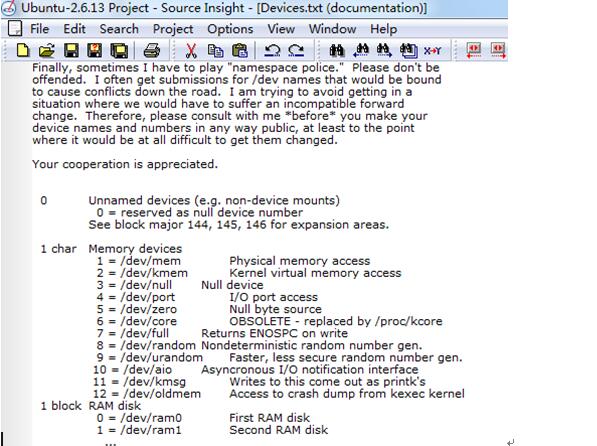 Ubuntu-2.6.13 Project - Source Insight - [Devices.txt (documentation)]
File Edit Search Project Options View Window Help
Finally, sometimes I have to play "namespace police." Please don't be
offended. I often get submissions for /dev names that would be bound
to cause conflicts down the road. I am trying to avoid getting in a
situation where we would have to suffer an incompatible forward
change. Therefore, please consult with me *before* you make your
device names and numbers in any way public, at least to the point
where it would be at all difficult to get them changed.
Your cooperation is appreciated.
0 Unnamed devices (e.g. non-device mounts)
0 = reserved as null device number
See block major 144, 145, 146 for expansion areas.
1 char Memory devices
1 = /dev/mem Physical memory access
2 = /dev/kmem Kernel virtual memory access
3 = /dev/null Null device
4 = /dev/port I/O port access
5 = /dev/zero Null byte source
6 = /dev/core OBSOLETE - replaced by /proc/kcore
7 = /dev/full Returns ENOSPC on write
8 = /dev/random Nondeterministic random number gen.
9 = /dev/urandom Faster, less secure random number gen.
10 = /dev/aio Asyncronous I/O notification interface
11 = /dev/kmsg Writes to this come out as printk's
12 = /dev/oldmem Access to crash dump from kexec kernel
1 block RAM disk
0 = /dev/ram0 First RAM disk
1 = /dev/ram1 Second RAM disk
...